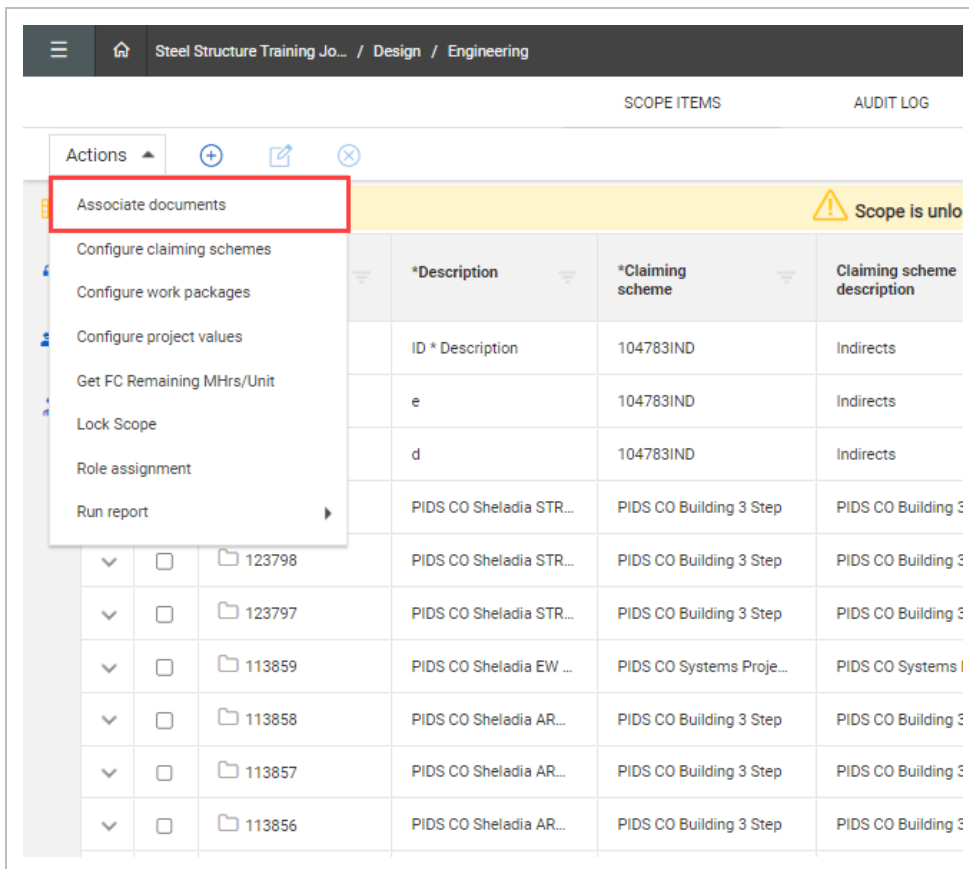 Steel Structure Training Jo... / Design / Engineering
SCOPE ITEMS AUDIT LOG
Actions
Associate documents
Configure claiming schemes
Configure work packages
Configure project values
Get FC Remaining MHrs/Unit
Lock Scope
Role assignment
Run report
Scope is unlo
*Description *Claiming scheme Claiming scheme description
ID * Description 104783IND Indirects
e 104783IND Indirects
d 104783IND Indirects
PIDS CO Sheladia STR... PIDS CO Building 3 Step PIDS CO Building 3
123798 PIDS CO Sheladia STR... PIDS CO Building 3 Step PIDS CO Building 3
123797 PIDS CO Sheladia STR... PIDS CO Building 3 Step PIDS CO Building 3
113859 PIDS CO Sheladia EW ... PIDS CO Systems Proje... PIDS CO Systems
113858 PIDS CO Sheladia AR... PIDS CO Building 3 Step PIDS CO Building 3
113857 PIDS CO Sheladia AR... PIDS CO Building 3 Step PIDS CO Building 3
113856 PIDS CO Sheladia AR... PIDS CO Building 3 Step PIDS CO Building 3